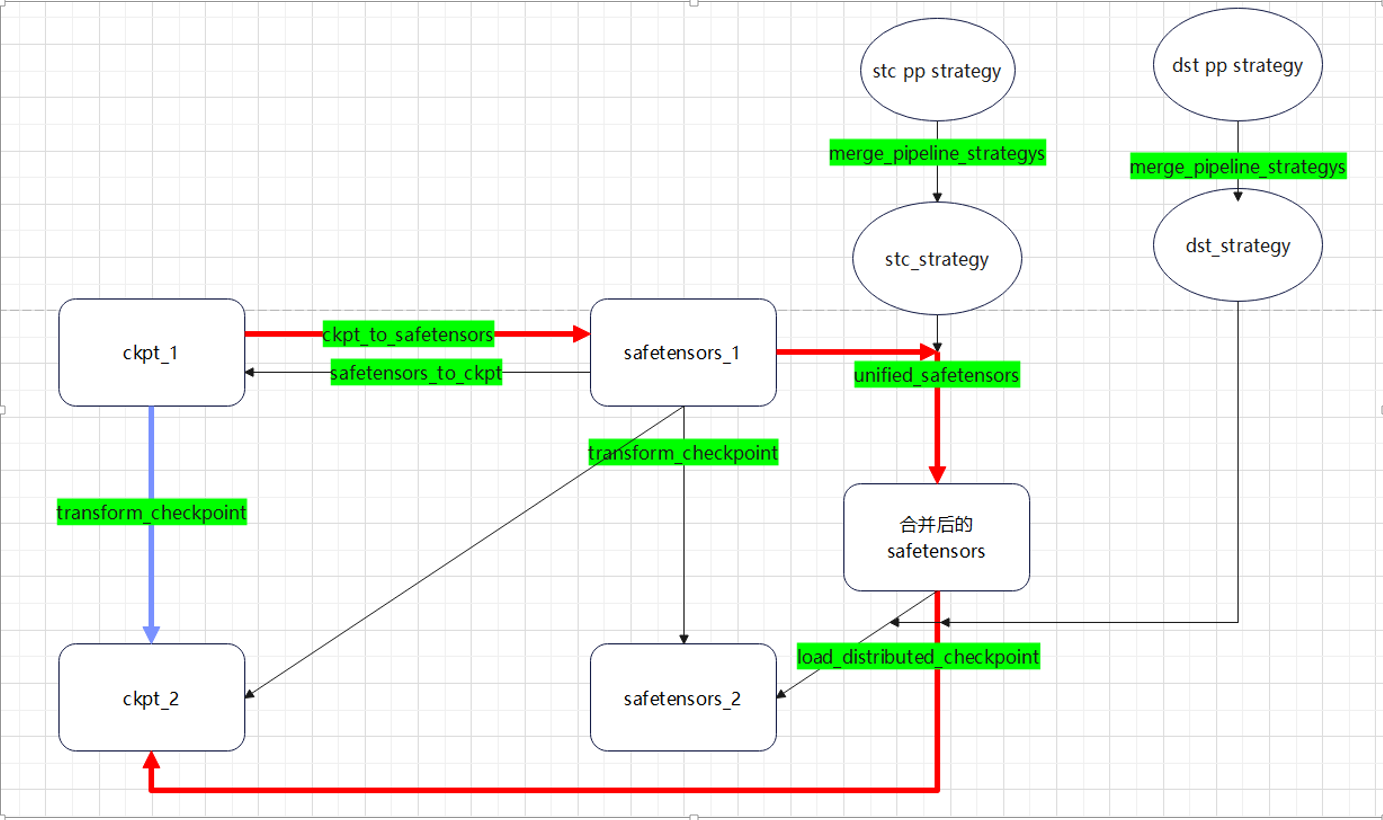 stc pp strategy
dst pp strategy
merge_pipeline_strategys
merge_pipeline_strategys
stc_strategy
dst_strategy
ckpt_1
ckpt_to_safetensors
safetensors_1
safetensors_to_ckpt
unified_safetensors
transform_checkpoint
transform_checkpoint
合并后的
safetensors
load_distributed_checkpoint
ckpt_2
safetensors_2